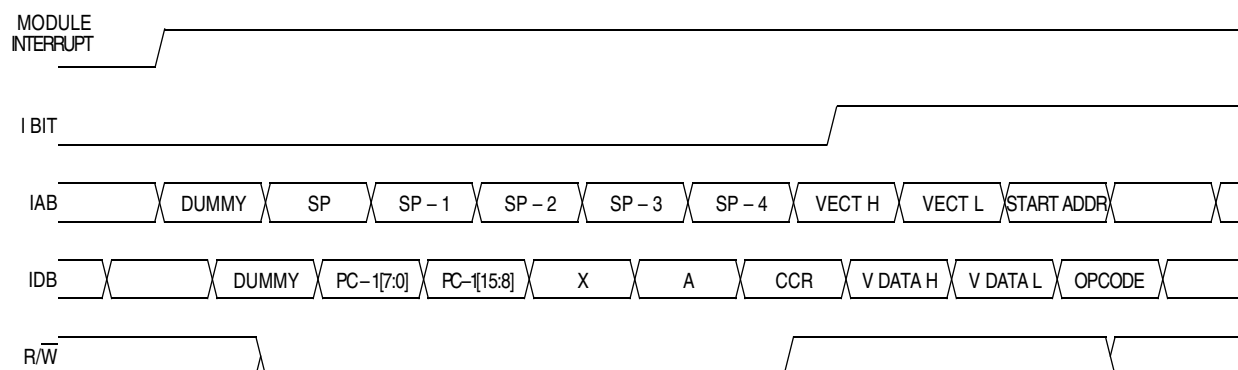 MODULE
INTERRUPT
I BIT
IAB DUMMY SP SP – 1 SP – 2 SP – 3 SP – 4 VECT H VECT L START ADDR
IDB DUMMY PC – 1[7:0] PC–1[15:8] X A CCR V DATA H V DATA L OPCODE
R/W̅